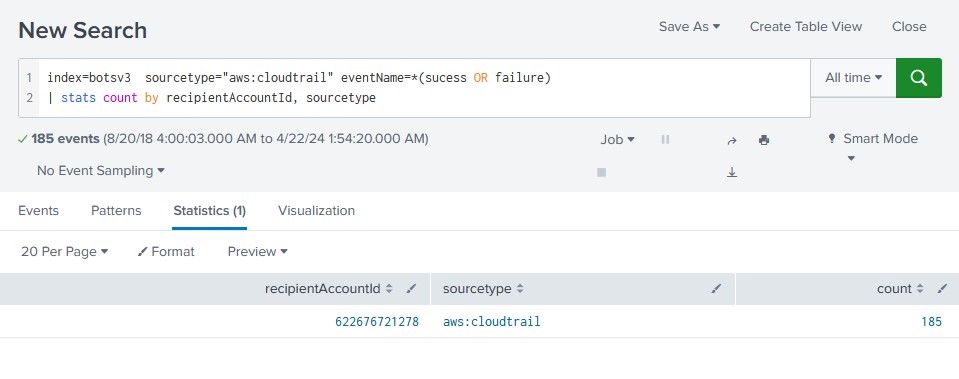 New Search
Save As Create Table View Close
1 index=botsv3  sourcetype="aws:cloudtrail" eventName=*(sucess OR failure)
2 | stats count by recipientAccountId, sourcetype
All time
185 events (8/20/18 4:00:03.000 AM to 4/22/24 1:54:20.000 AM)
Job
Smart Mode
No Event Sampling
Events Patterns Statistics (1) Visualization
20 Per Page Format Preview
recipientAccountId sourcetype count
622676721278 aws:cloudtrail 185